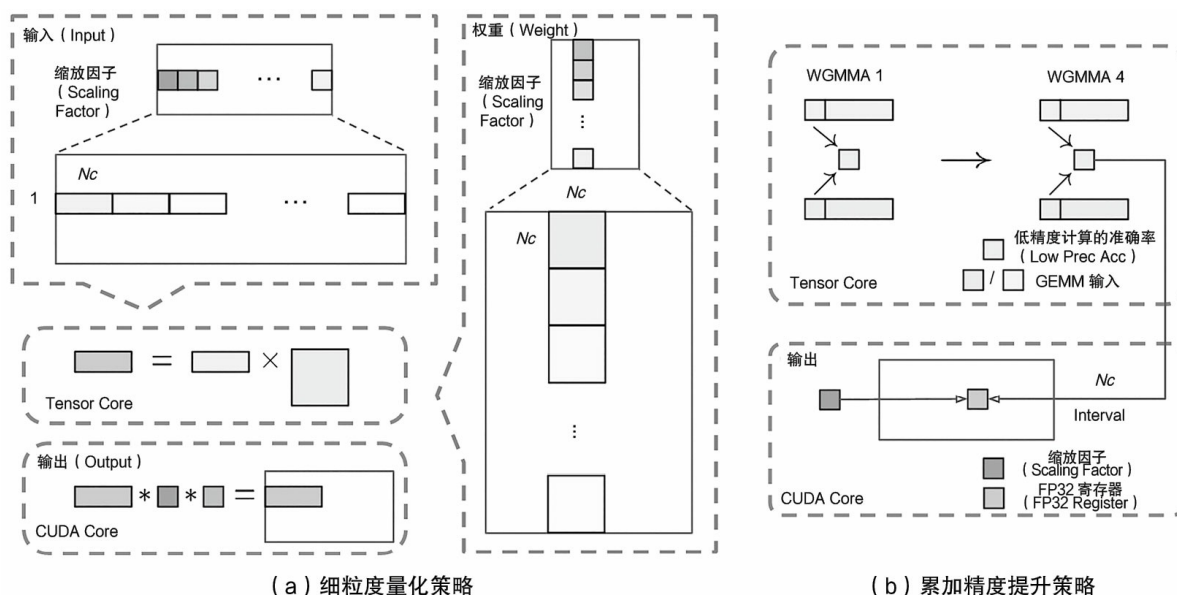 输入（Input）
缩放因子
（Scaling
Factor）
...
Nc
1
...
Tensor Core
输出（Output）
* * =
CUDA Core
= ×
权重（Weight）
缩放因子
（Scaling
Factor）
Nc
Nc
（a）细粒度量化策略
WGMMA 1
WGMMA 4
低精度计算的准确率
（Low Prec Acc）
/
GEMM 输入
Tensor Core
输出
Nc
Interval
缩放因子
（Scaling Factor）
FP32 寄存器
（FP32 Register）
CUDA Core
（b）累加精度提升策略